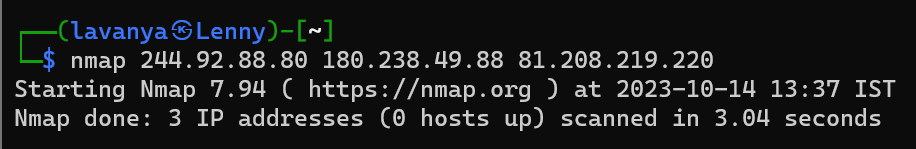 ┌──(lavanya㉿Lenny)-[~]
└─$ nmap 244.92.88.80 180.238.49.88 81.208.219.220
Starting Nmap 7.94 ( https://nmap.org ) at 2023-10-14 13:37 IST
Nmap done: 3 IP addresses (0 hosts up) scanned in 3.04 seconds